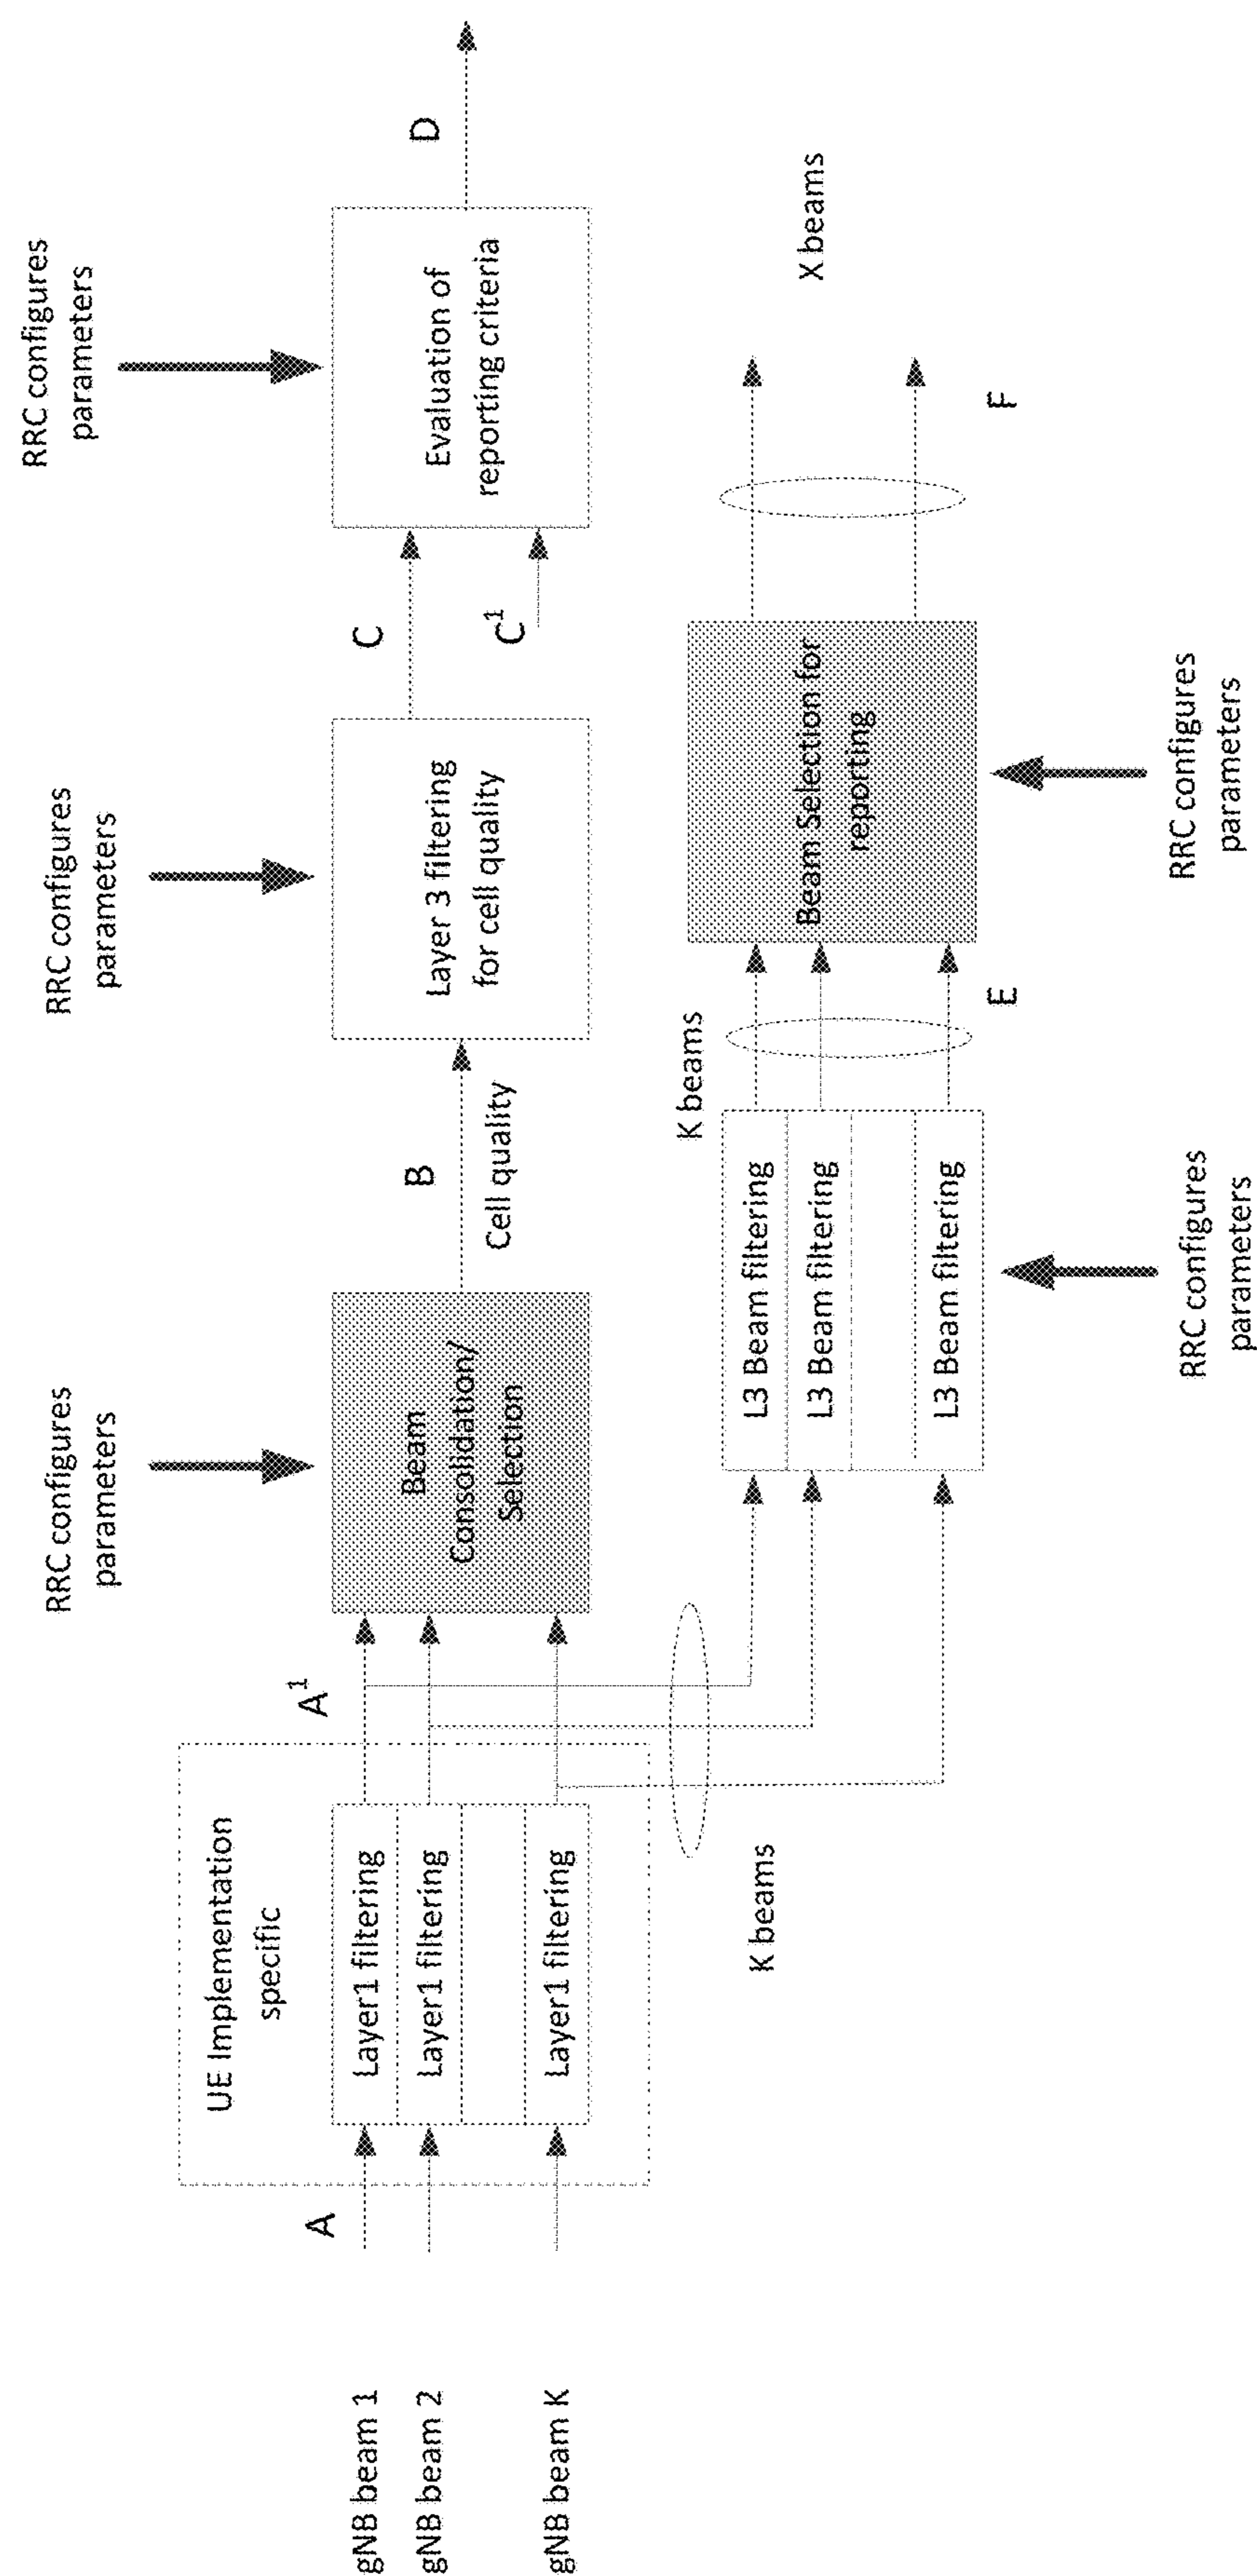 RRC configures
parameters
RRC configures
parameters
RRC configures
parameters
UE Implementation
specific
A
A1
B
Cell quality
C
C1
D
gNB beam 1
gNB beam 2
gNB beam K
Layer1 filtering
Layer1 filtering
Layer1 filtering
Beam
Consolidation/
Selection
Layer 3 filtering
for cell quality
Evaluation of
reporting criteria
K beams
K beams
L3 Beam filtering
L3 Beam filtering
L3 Beam filtering
E
Beam Selection for
reporting
X beams
F
RRC configures
parameters
RRC configures
parameters